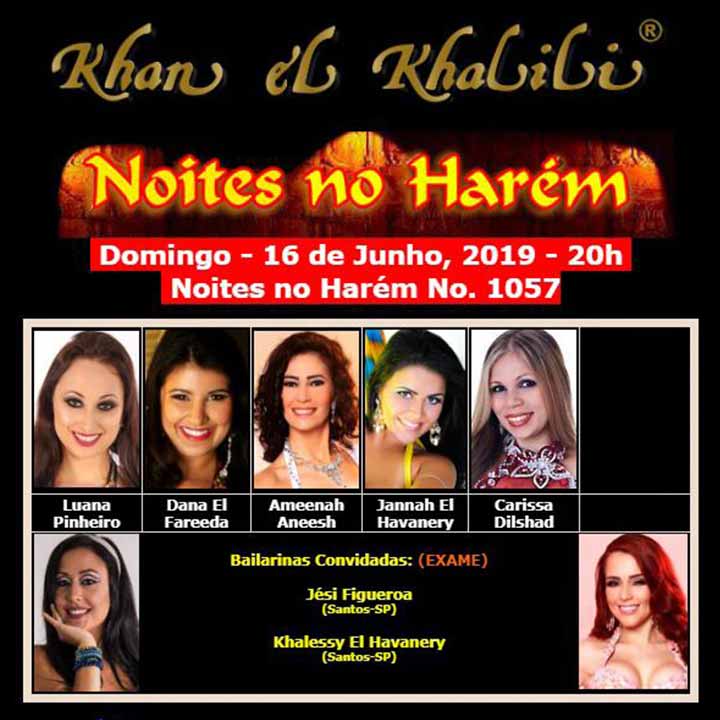 Khan el Khalili ®
Noites no Harém
Domingo - 16 de Junho, 2019 - 20h
Noites no Harém No. 1057
Luana Pinheiro
Dana El Fareeda
Ameenah Aneesh
Jannah El Havanery
Carissa Dilshad
Bailarinas Convidadas: (EXAME)
Jési Figueroa
(Santos-SP)
Khalessy El Havanery
(Santos-SP)